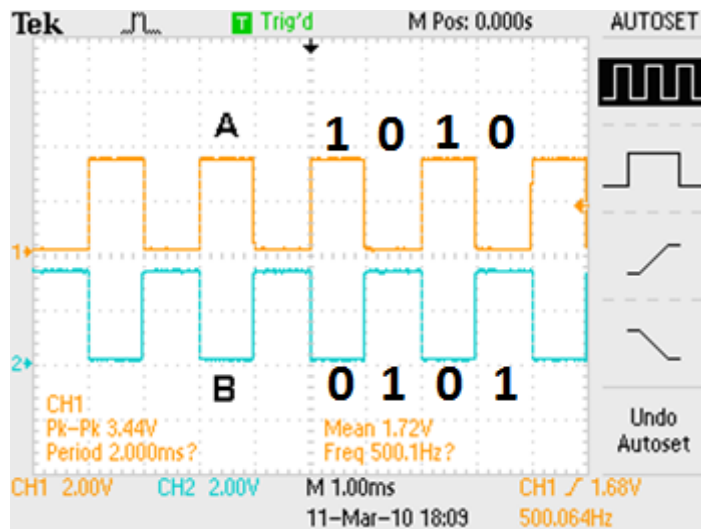 Tek T Trig'd M Pos: 0.000s AUTOSET
A 1 0 1 0
1
2
B 0 1 0 1
CH1
Pk-Pk 3.44V Mean 1.72V
Period 2.000ms? Freq 500.1Hz?
Undo
Autoset
CH1 2.00V CH2 2.00V M 1.00ms CH1 1.68V
11-Mar-10 18:09 500.064Hz